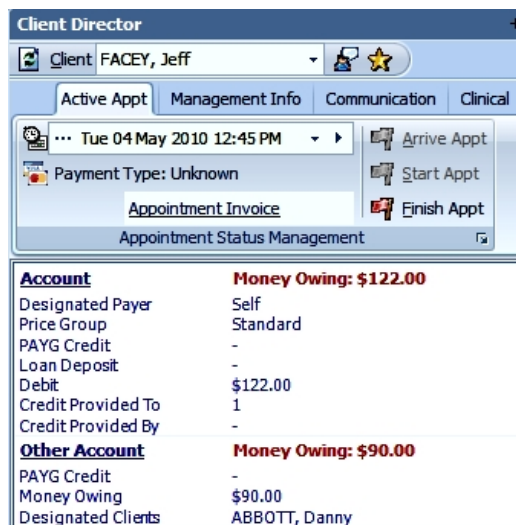 Client Director
Client FACEY, Jeff
Active Appt Management Info Communication Clinical
... Tue 04 May 2010 12:45 PM Arrive Appt
Payment Type: Unknown Start Appt
Appointment Invoice Finish Appt
Appointment Status Management
Account Money Owing: $122.00
Designated Payer Self
Price Group Standard
PAYG Credit -
Loan Deposit -
Debit $122.00
Credit Provided To 1
Credit Provided By -
Other Account Money Owing: $90.00
PAYG Credit -
Money Owing $90.00
Designated Clients ABBOTT, Danny